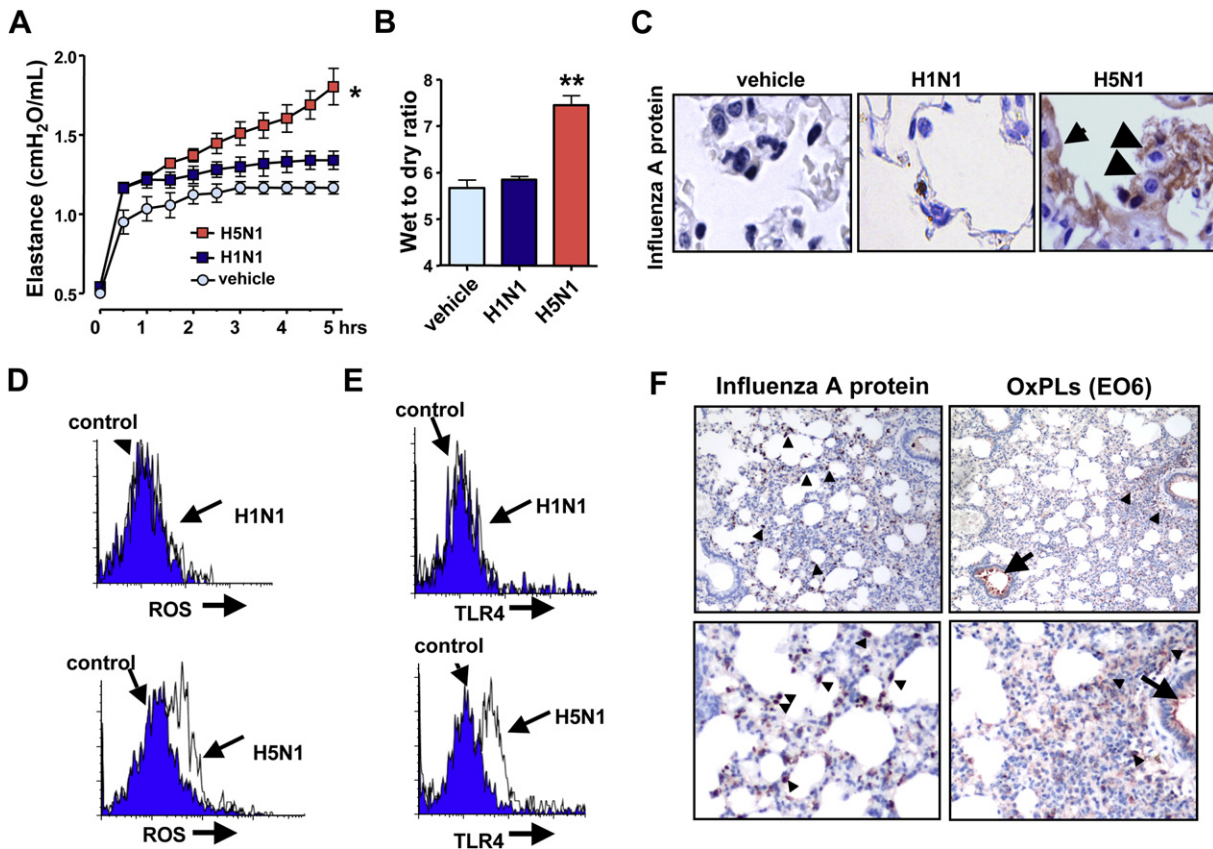 A
Elastance (cmH2O/mL)
2.0
1.5
1.0
0.5
0 1 2 3 4 5 hrs
H5N1
H1N1
vehicle
*
B
Wet to dry ratio
8
7
6
5
4
**
vehicle
H1N1
H5N1
C
vehicle
H1N1
H5N1
Influenza A protein
D
control
H1N1
ROS
control
H5N1
ROS
E
control
H1N1
TLR4
control
H5N1
TLR4
F
Influenza A protein
OxPLs (EO6)